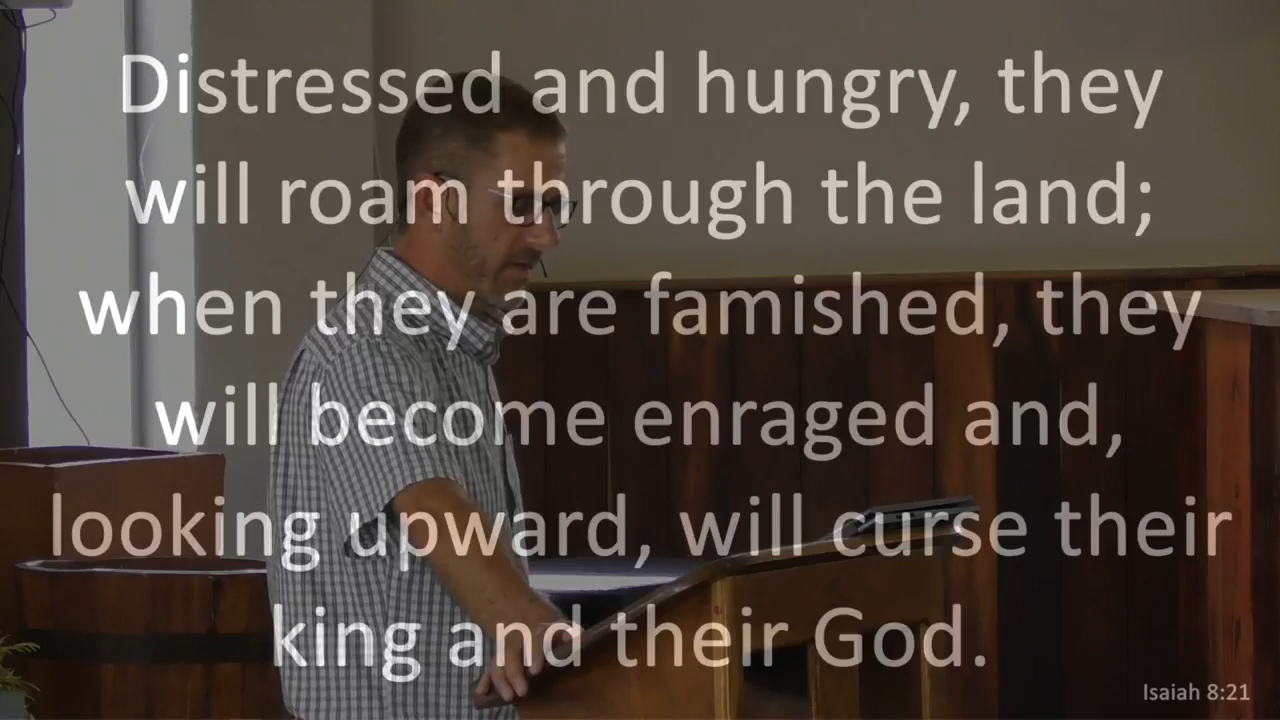 Distressed and hungry, they
will roam through the land;
when they are famished, they
will become enraged and,
looking upward, will curse their
king and their God.
Isaiah 8:21